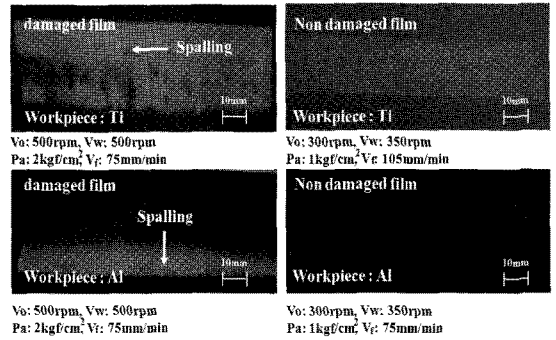 damaged film
Spalling
Workpiece : Ti
10mm
Vo: 500rpm, Vw: 500rpm
Pa: 2kgf/cm², Vf: 75mm/min
Non damaged film
Workpiece : Ti
10mm
Vo: 300rpm, Vw: 350rpm
Pa: 1kgf/cm², Vf: 105mm/min
damaged film
Spalling
Workpiece : Al
10mm
Vo: 500rpm, Vw: 500rpm
Pa: 2kgf/cm², Vf: 75mm/min
Non damaged film
Workpiece : Al
10mm
Vo: 300rpm, Vw: 350rpm
Pa: 1kgf/cm², Vf: 75mm/min